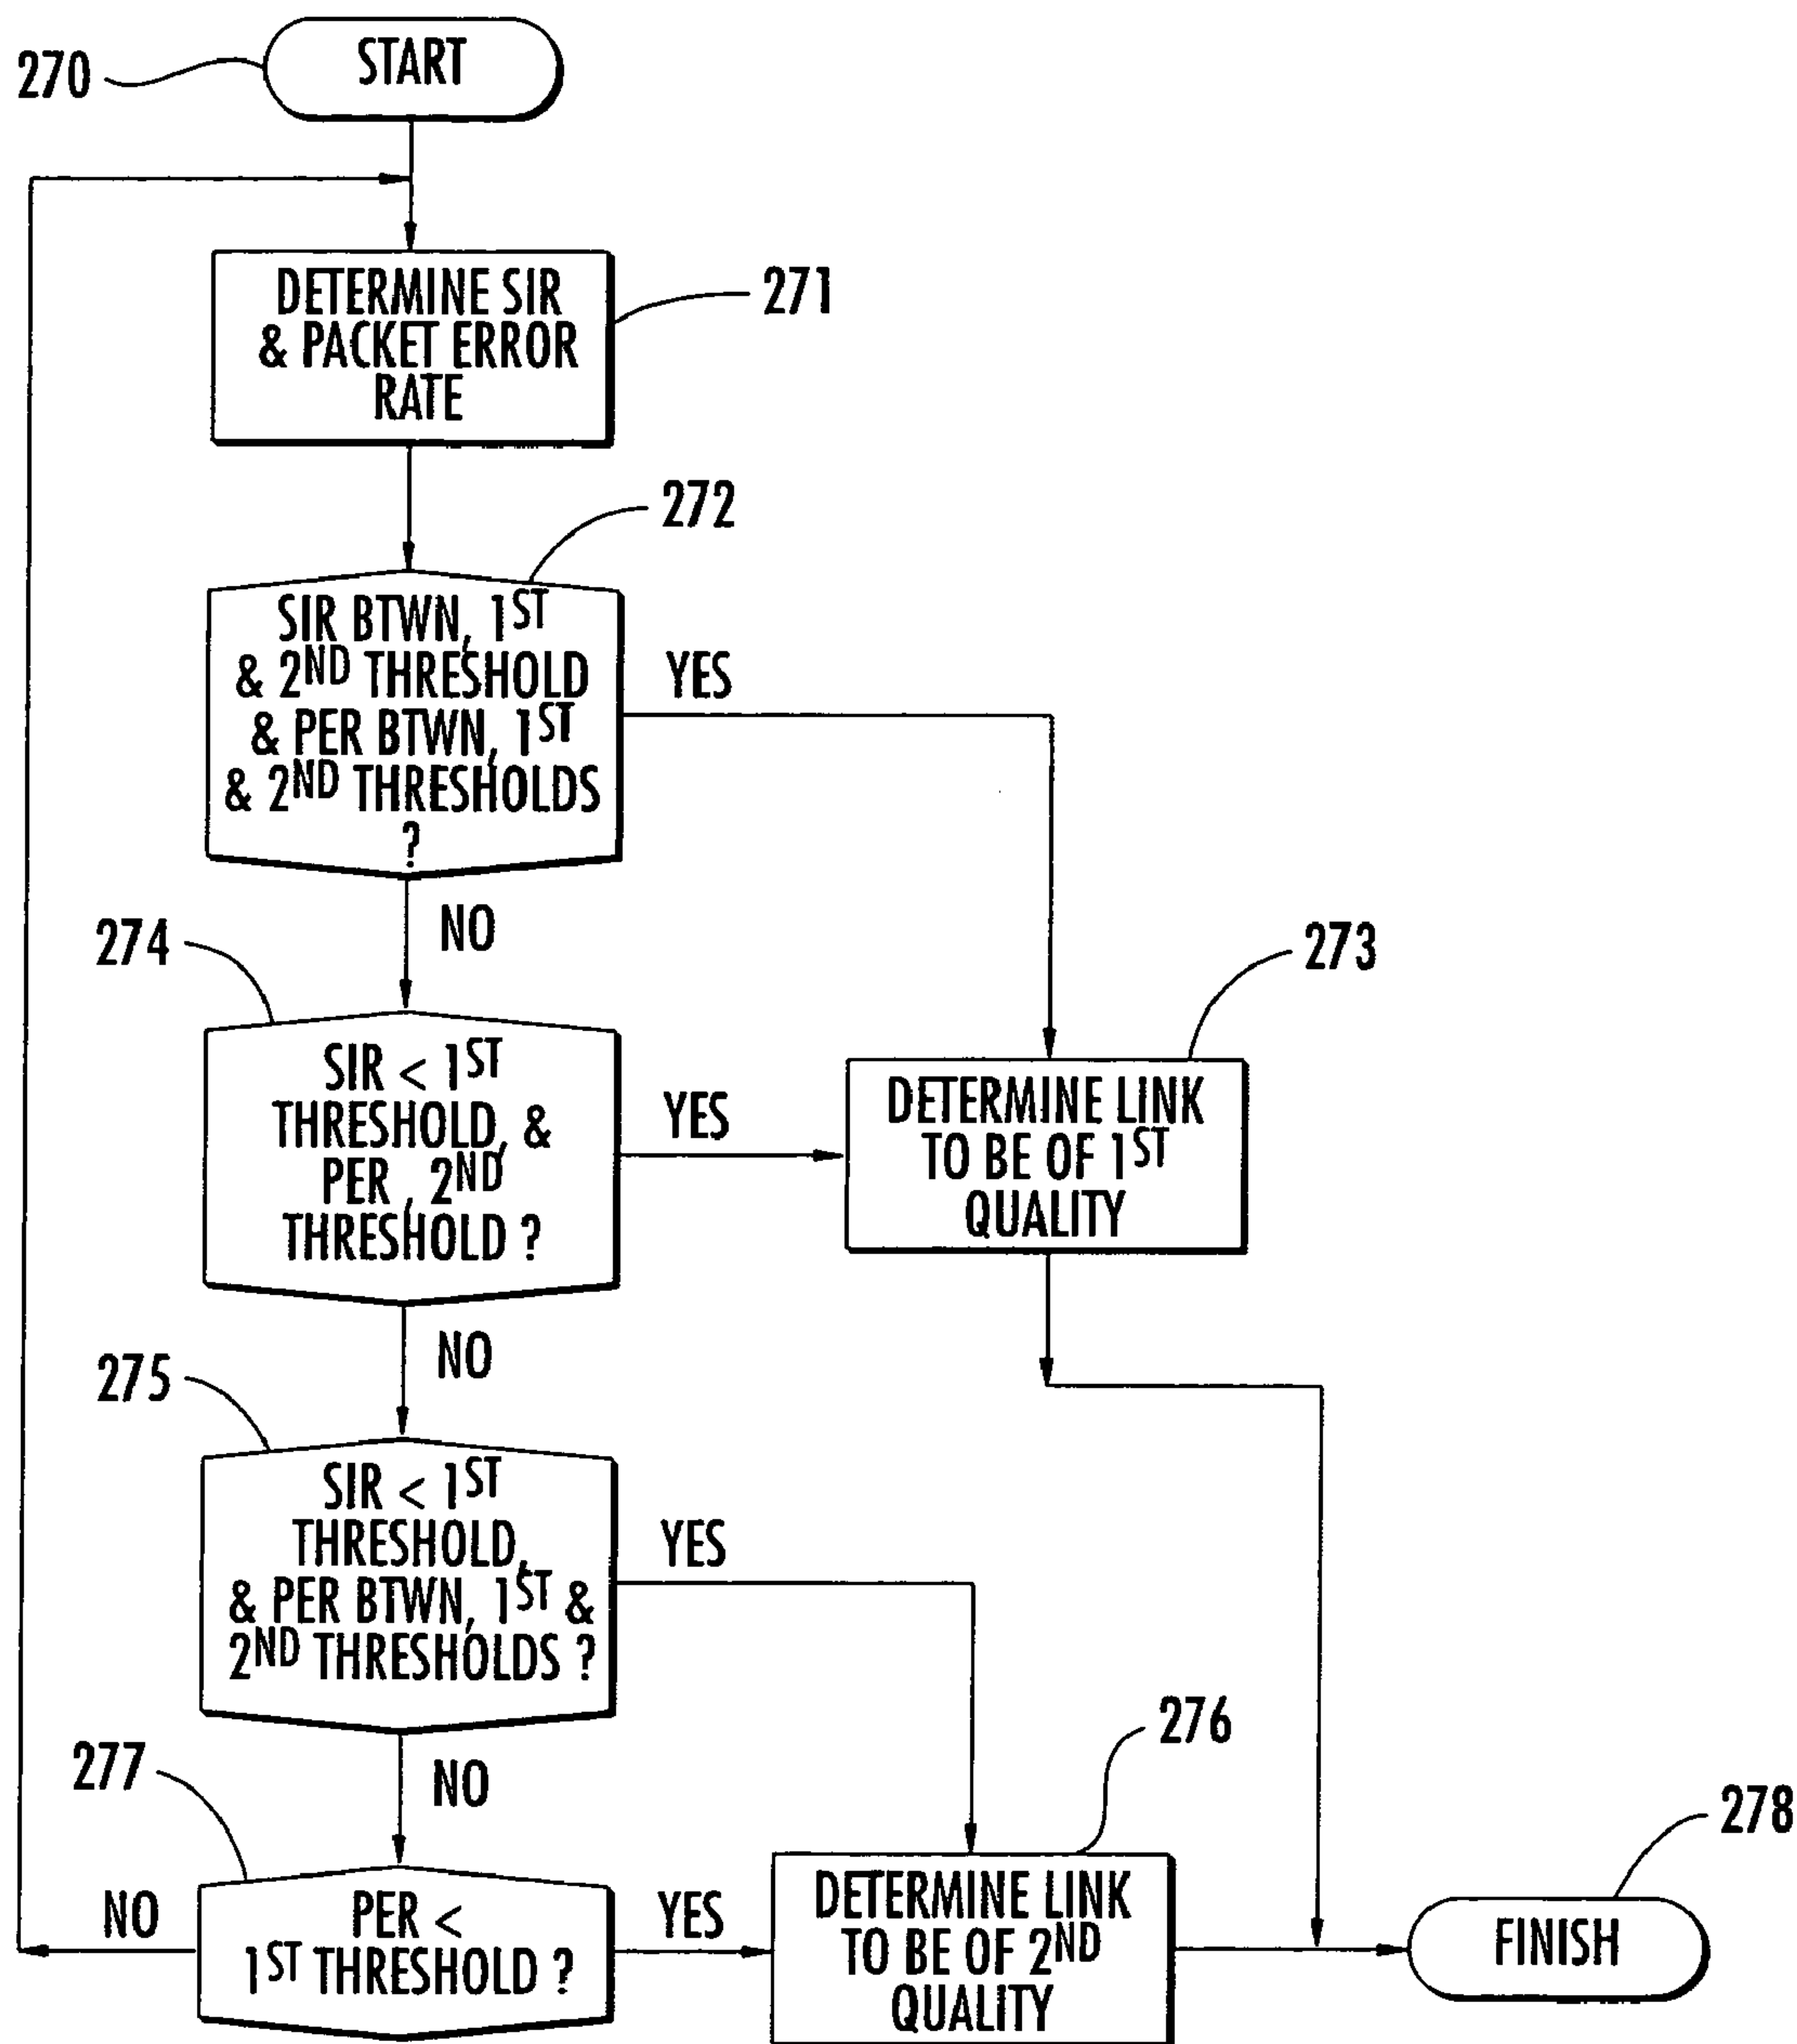 START
270
DETERMINE SIR
& PACKET ERROR
RATE
271
272
SIR BTWN, 1ST
& 2ND THRESHOLD
& PER BTWN, 1ST
& 2ND THRESHOLDS
?
YES
NO
274
273
SIR < 1ST
THRESHOLD, &
PER , 2ND
THRESHOLD ?
YES
DETERMINE LINK
TO BE OF 1ST
QUALITY
NO
275
SIR < 1ST
THRESHOLD,
& PER BTWN, 1ST &
2ND THRESHOLDS ?
YES
276
277
NO
278
NO
PER <
1ST THRESHOLD ?
YES
DETERMINE LINK
TO BE OF 2ND
QUALITY
FINISH